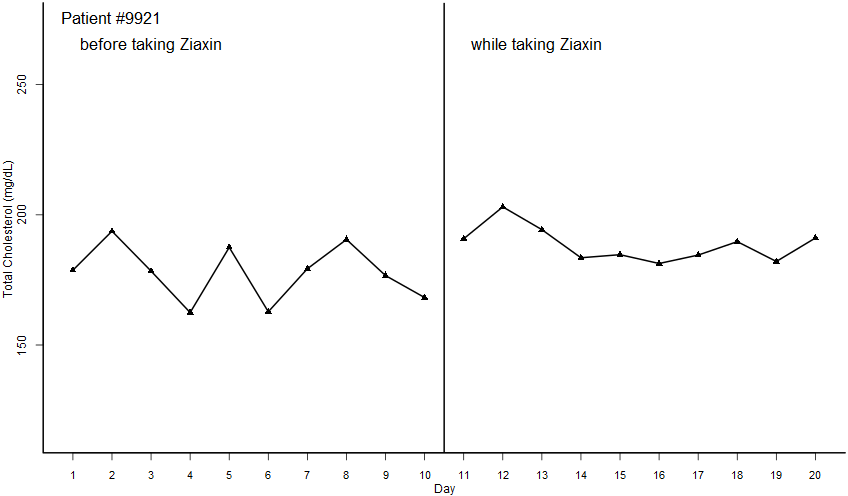 Patient #9921
before taking Ziaxin
while taking Ziaxin
Total Cholesterol (mg/dL)
250
200
150
1 2 3 4 5 6 7 8 9 10 11 12 13 14 15 16 17 18 19 20
Day